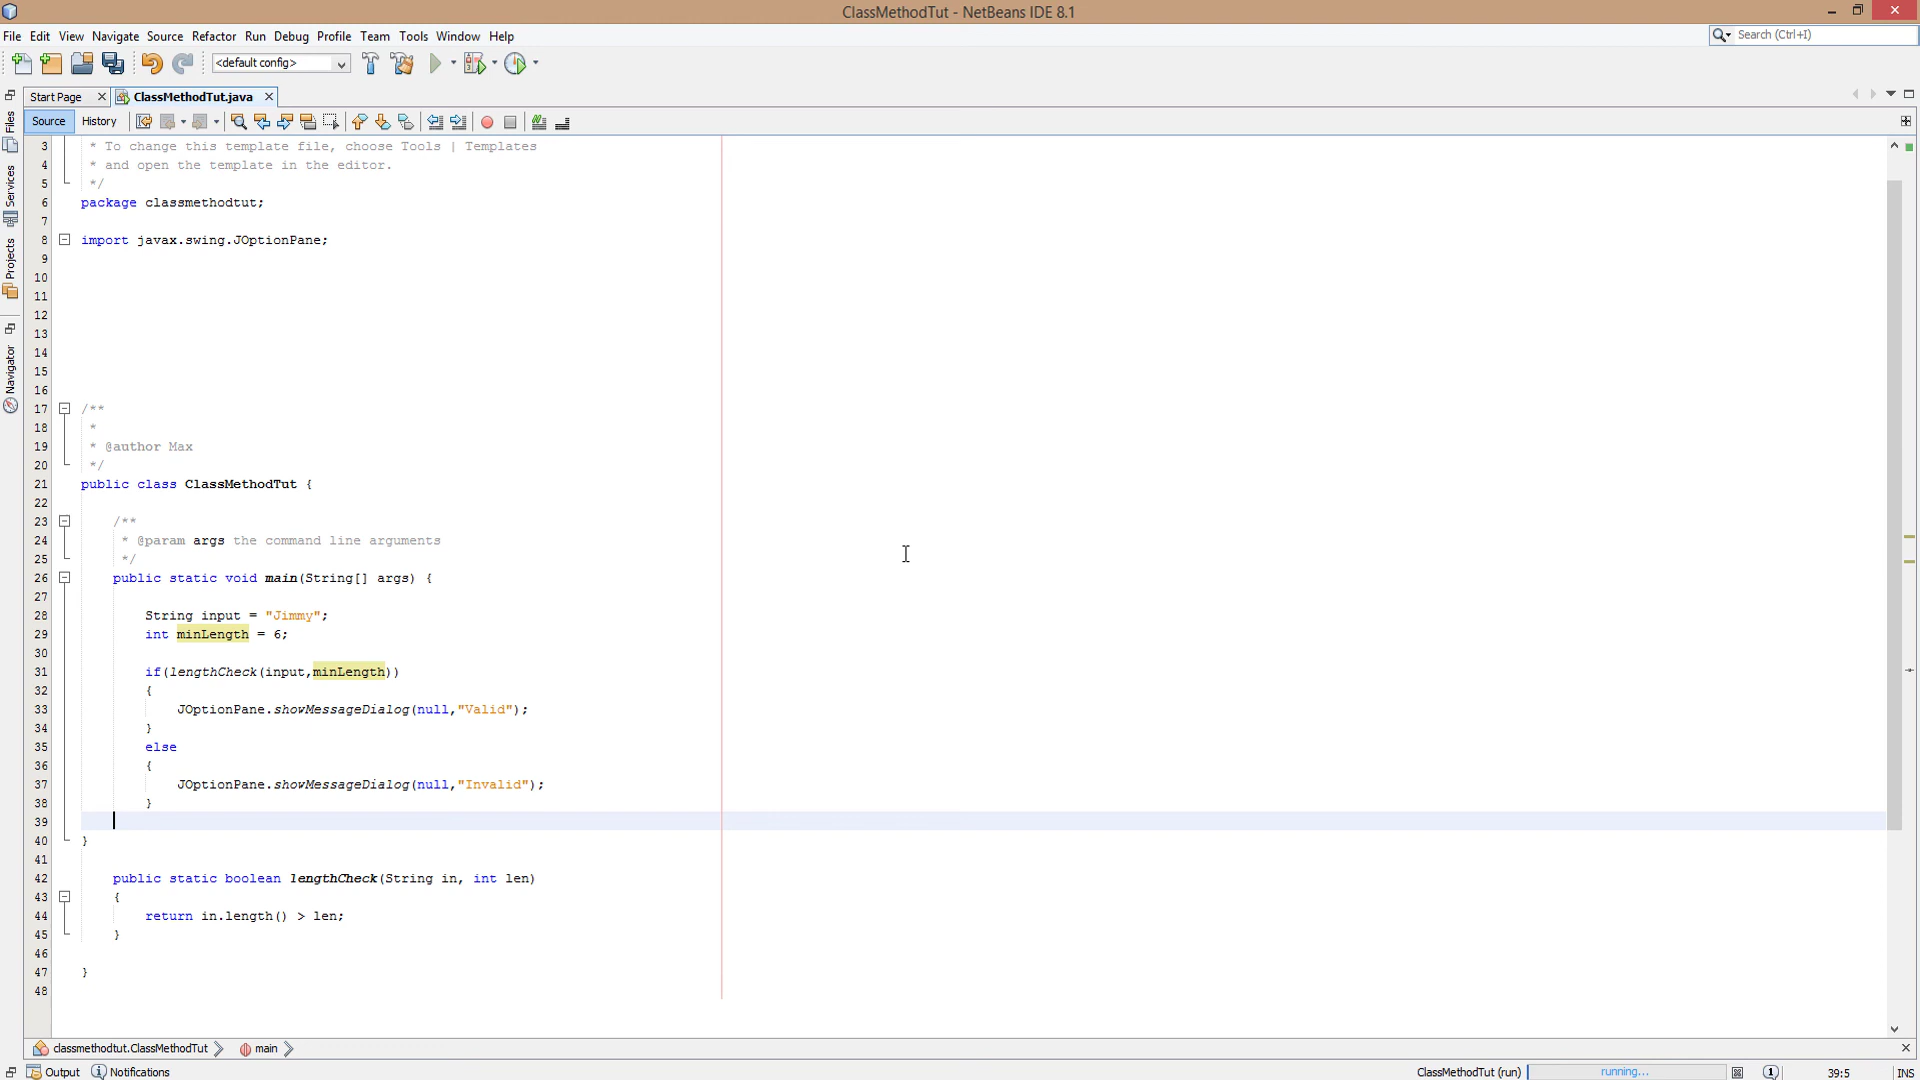 ClassMethodTut - NetBeans IDE 8.1
File Edit View Navigate Source Refactor Run Debug Profile Team Tools Window Help
Search (Ctrl+I)
<default config>
Start Page ClassMethodTut.java
Source History
Files
Services
Projects
Navigator
3 * To change this template file, choose Tools | Templates
4 * and open the template in the editor.
5 */
6 package classmethodtut;
7
8 import javax.swing.JOptionPane;
9
10
11
12
13
14
15
16
17 /**
18 *
19 * @author Max
20 */
21 public class ClassMethodTut {
22
23 /**
24 * @param args the command line arguments
25 */
26 public static void main(String[] args) {
27
28 String input = "Jimmy";
29 int minLength = 6;
30
31 if(lengthCheck(input,minLength))
32 {
33 JOptionPane.showMessageDialog(null,"Valid");
34 }
35 else
36 {
37 JOptionPane.showMessageDialog(null,"Invalid");
38 }
39
40 }
41
42 public static boolean lengthCheck(String in, int len)
43 {
44 return in.length() > len;
45 }
46
47 }
48
classmethodtut.ClassMethodTut main
Output Notifications ClassMethodTut (run) running... 1 39:5 INS